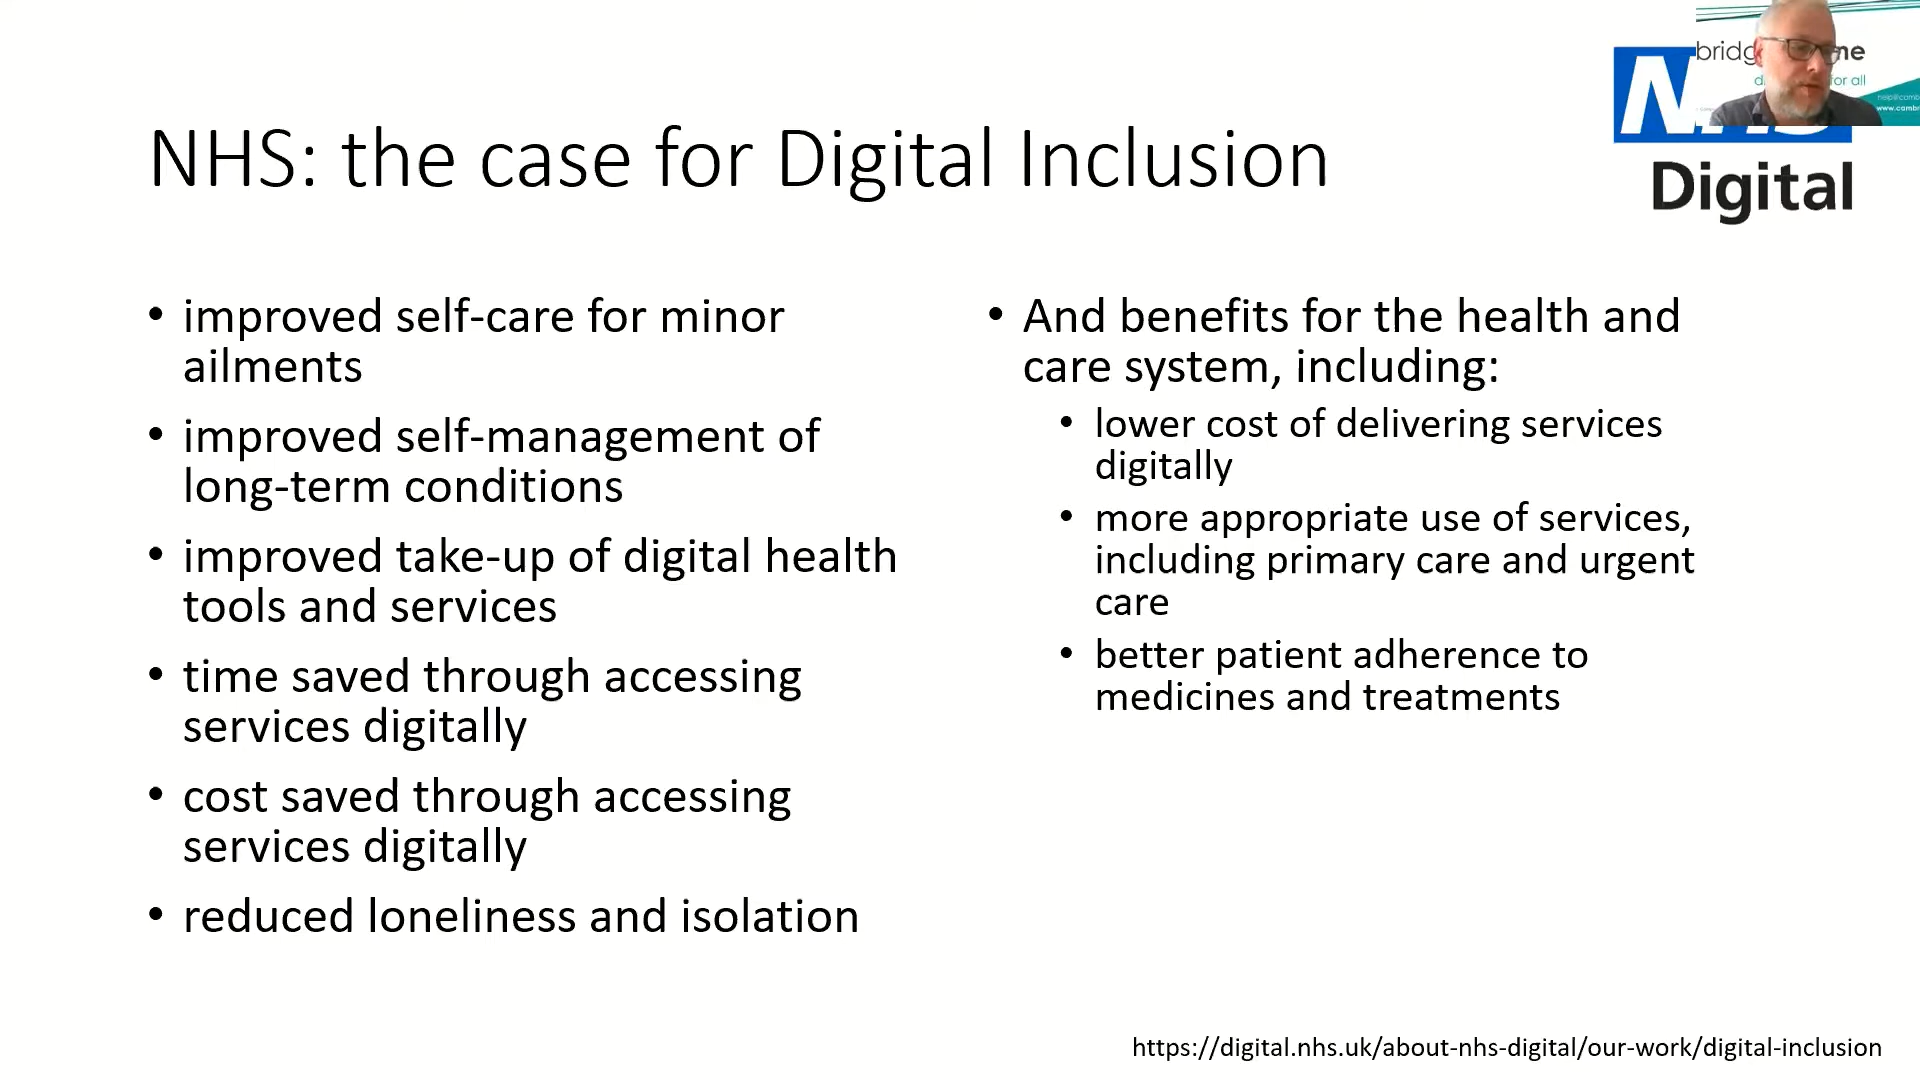 NHS: the case for Digital Inclusion
Digital
for all
www.camb
• improved self-care for minor
ailments
• improved self-management of
long-term conditions
• improved take-up of digital health
tools and services
• time saved through accessing
services digitally
• cost saved through accessing
services digitally
• reduced loneliness and isolation
• And benefits for the health and
care system, including:
• lower cost of delivering services
digitally
• more appropriate use of services,
including primary care and urgent
care
• better patient adherence to
medicines and treatments
https://digital.nhs.uk/about-nhs-digital/our-work/digital-inclusion